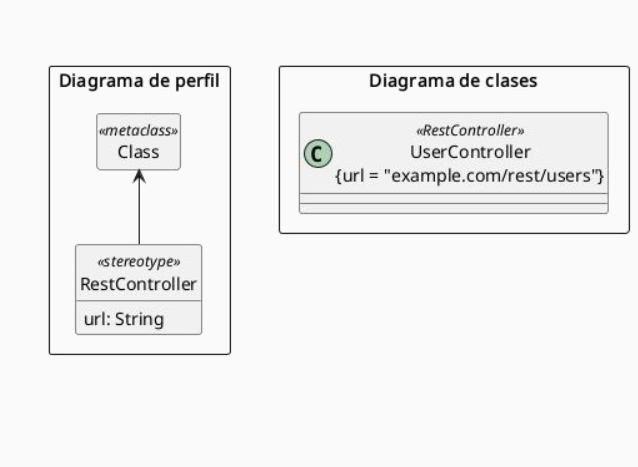 Diagrama de perfil
«metaclass»
Class
«stereotype»
RestController
url: String
Diagrama de clases
C
«RestController»
UserController
{url = "example.com/rest/users"}